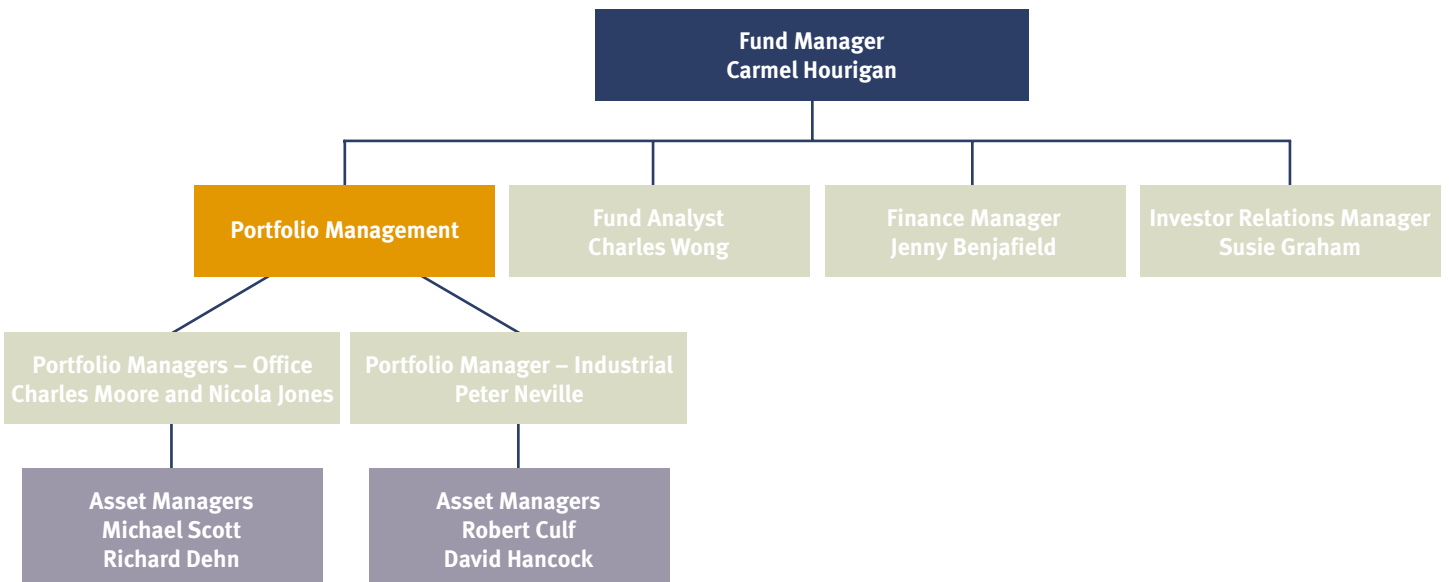 Fund Manager
Carmel Hourigan
Portfolio Management
Fund Analyst
Charles Wong
Finance Manager
Jenny Benjafield
Investor Relations Manager
Susie Graham
Portfolio Managers – Office
Charles Moore and Nicola Jones
Portfolio Manager – Industrial
Peter Neville
Asset Managers
Michael Scott
Richard Dehn
Asset Managers
Robert Culf
David Hancock